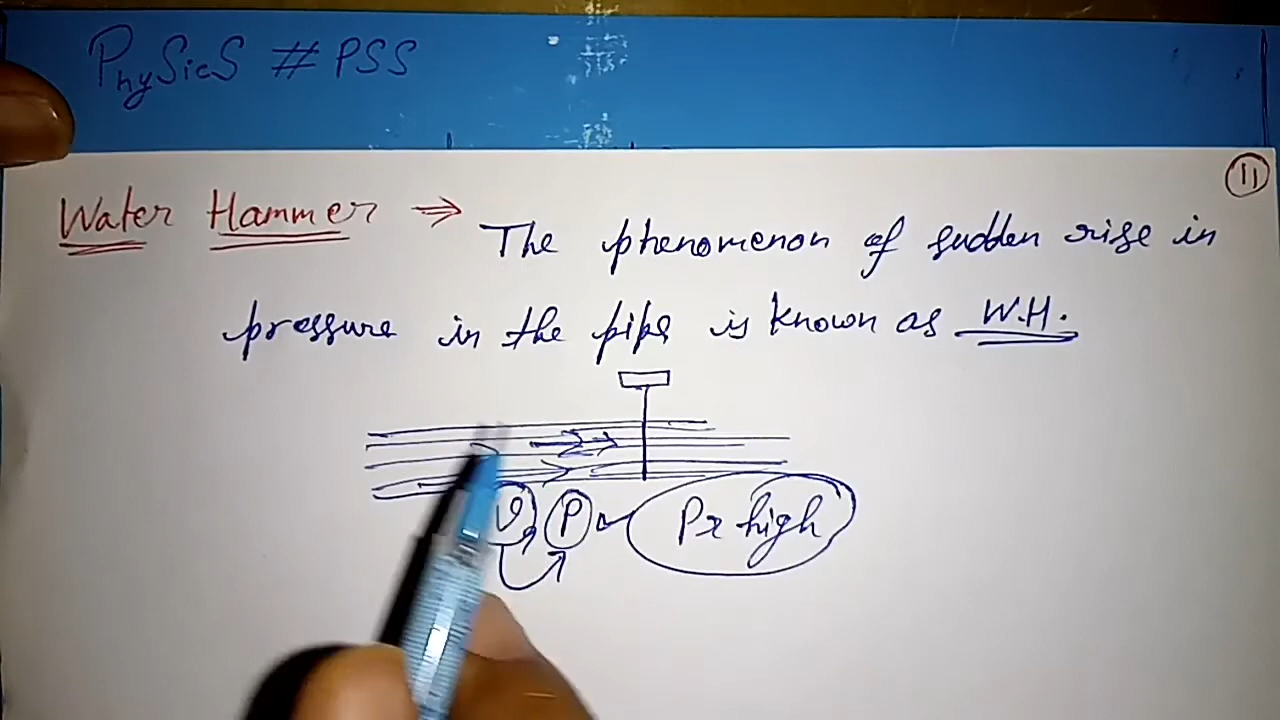 PhySicS # PSS
11
Water Hammer ⇒ The phenomenon of sudden rise in
pressure in the pipe is known as W.H.
υ P Pr high